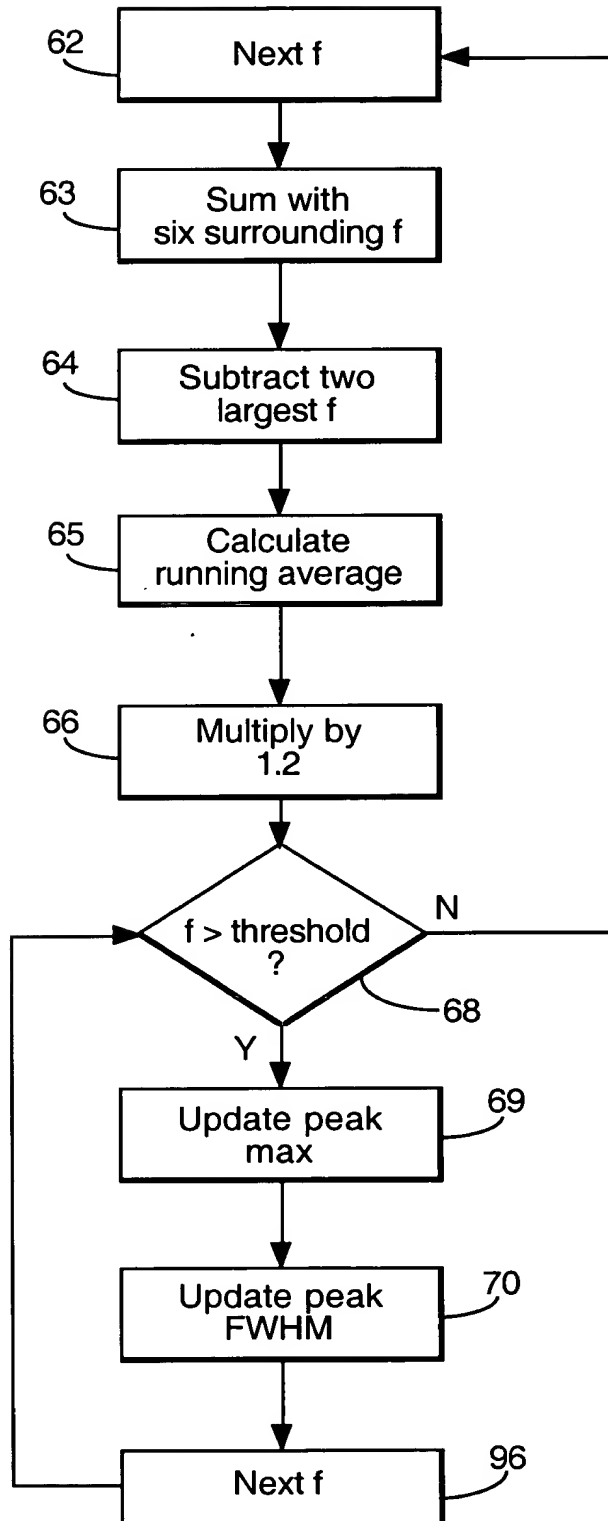 62
Next f
63
Sum with
six surrounding f
64
Subtract two
largest f
65
Calculate
running average
66
Multiply by
1.2
f > threshold
?
N
68
Y
Update peak
max
69
Update peak
FWHM
70
Next f
96